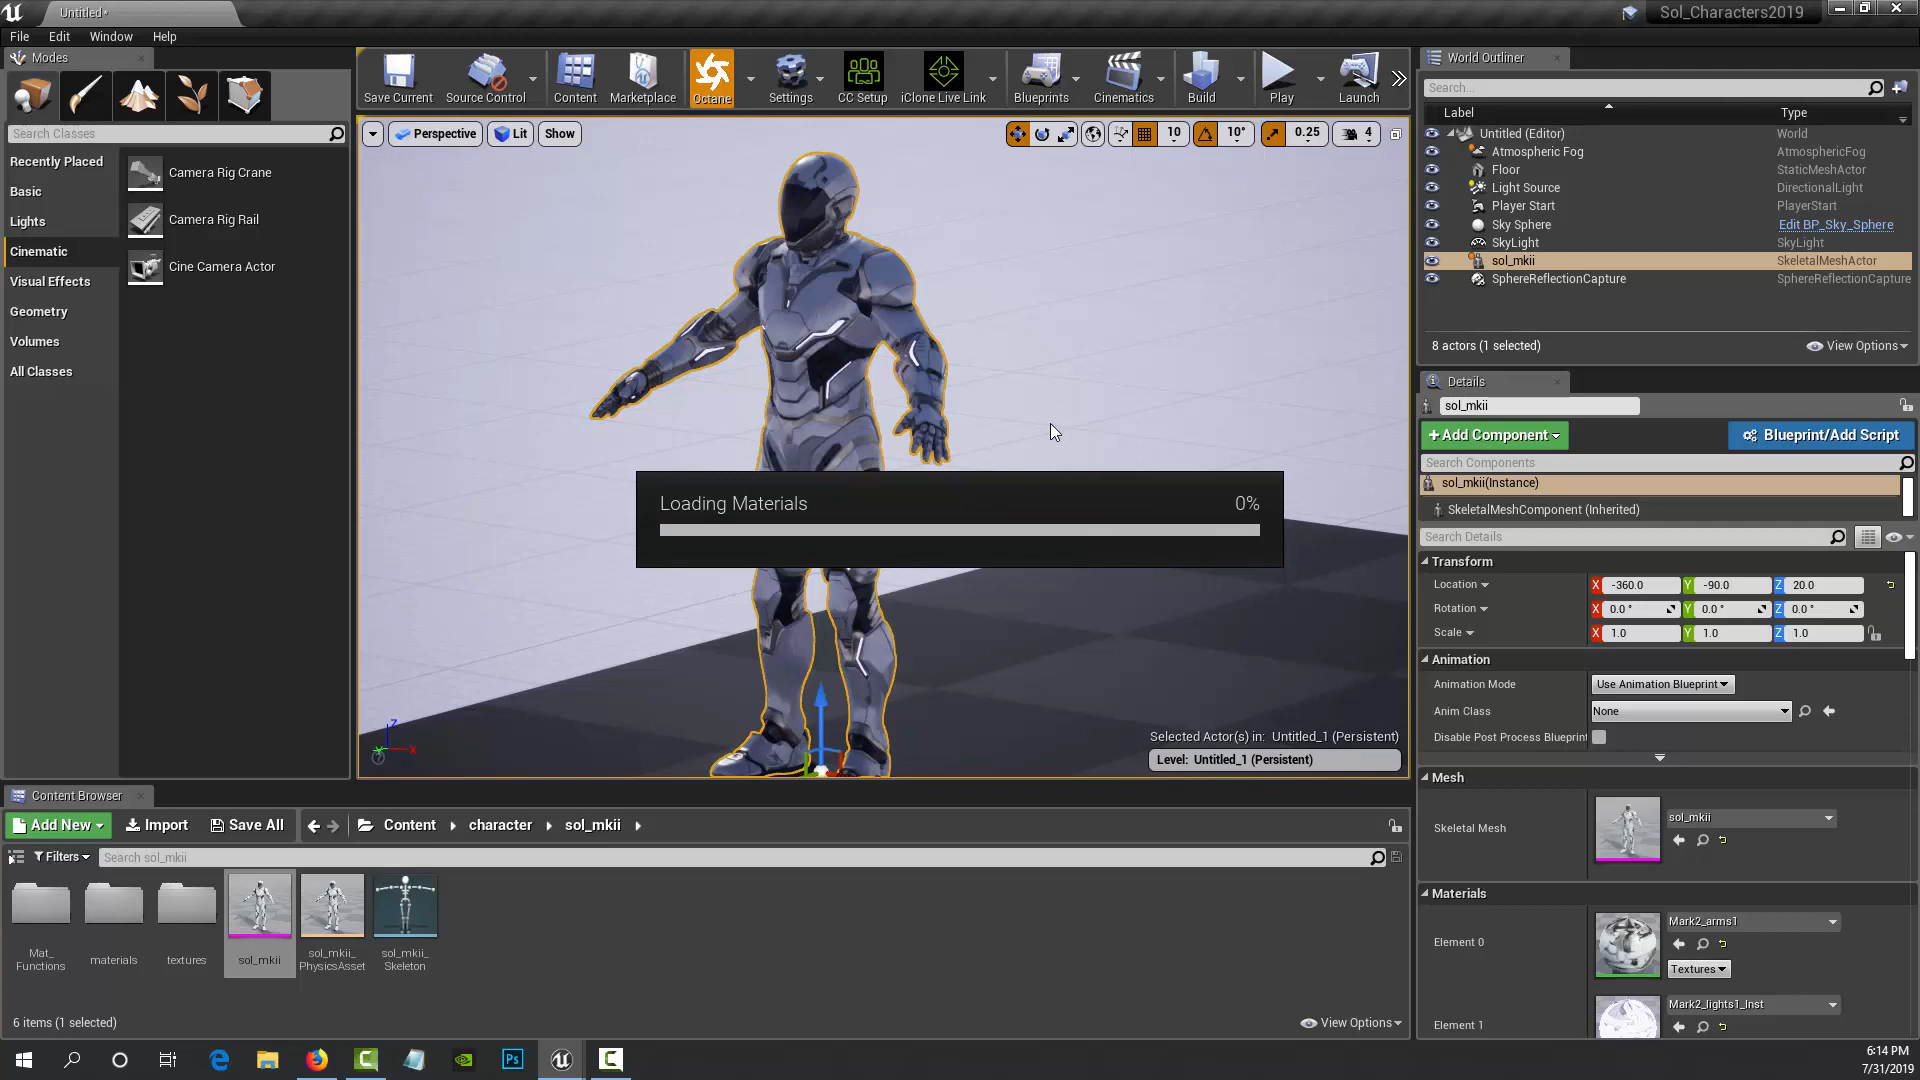 Untitled*
Sol_Characters2019
File Edit Window Help
Modes
Search Classes
Recently Placed
Basic
Lights
Cinematic
Visual Effects
Geometry
Volumes
All Classes
Camera Rig Crane
Camera Rig Rail
Cine Camera Actor
Save Current
Source Control
Content
Marketplace
Octane
Settings
CC Setup
iClone Live Link
Blueprints
Cinematics
Build
Play
Launch
Perspective Lit Show
10 10° 0.25 4
Loading Materials 0%
Selected Actor(s) in: Untitled_1 (Persistent)
Level: Untitled_1 (Persistent)
Z
Y
X
World Outliner
Search...
Label Type
Untitled (Editor) World
Atmospheric Fog AtmosphericFog
Floor StaticMeshActor
Light Source DirectionalLight
Player Start PlayerStart
Sky Sphere Edit BP_Sky_Sphere
SkyLight SkyLight
sol_mkii SkeletalMeshActor
SphereReflectionCapture SphereReflectionCapture
8 actors (1 selected) View Options
Details
sol_mkii
+Add Component Blueprint/Add Script
Search Components
sol_mkii(Instance)
SkeletalMeshComponent (Inherited)
Search Details
Transform
Location X -360.0 Y -90.0 Z 20.0
Rotation X 0.0 ° Y 0.0 ° Z 0.0 °
Scale X 1.0 Y 1.0 Z 1.0
Animation
Animation Mode Use Animation Blueprint
Anim Class None
Disable Post Process Blueprint
Mesh
Skeletal Mesh sol_mkii
Materials
Element 0 Mark2_arms1
Textures
Element 1 Mark2_lights1_Inst
Content Browser
Add New Import Save All Content character sol_mkii
Filters Search sol_mkii
Mat_
Functions
materials
textures
sol_mkii
sol_mkii_
PhysicsAsset
sol_mkii_
Skeleton
6 items (1 selected) View Options
Ps
6:14 PM
7/31/2019